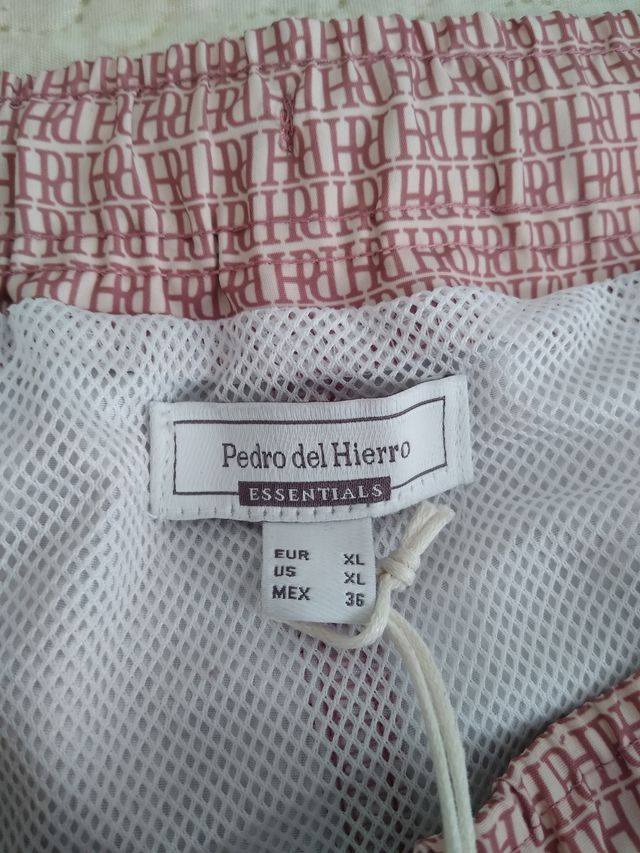 Pedro del Hierro
ESSENTIALS
EUR XL
US XL
MEX 36